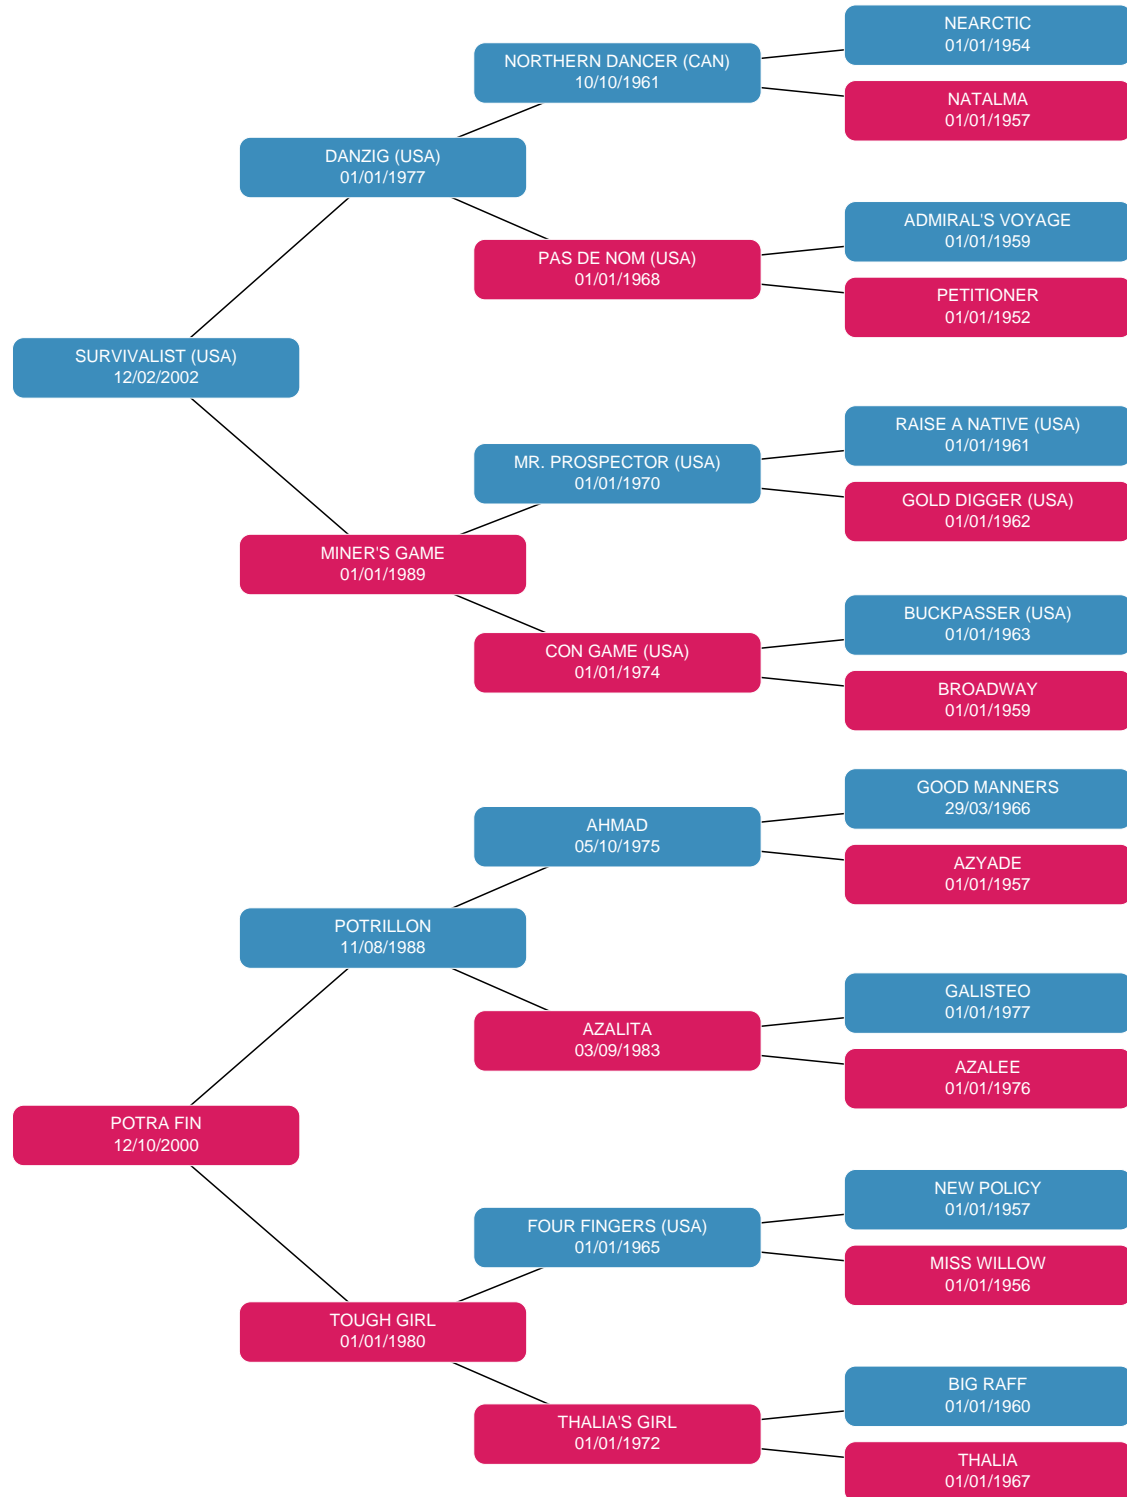 NEARCTIC
01/01/1954
NORTHERN DANCER (CAN)
10/10/1961
NATALMA
01/01/1957
DANZIG (USA)
01/01/1977
ADMIRAL'S VOYAGE
01/01/1959
PAS DE NOM (USA)
01/01/1968
PETITIONER
01/01/1952
SURVIVALIST (USA)
12/02/2002
RAISE A NATIVE (USA)
01/01/1961
MR. PROSPECTOR (USA)
01/01/1970
GOLD DIGGER (USA)
01/01/1962
MINER'S GAME
01/01/1989
BUCKPASSER (USA)
01/01/1963
CON GAME (USA)
01/01/1974
BROADWAY
01/01/1959
GOOD MANNERS
29/03/1966
AHMAD
05/10/1975
AZYADE
01/01/1957
POTRILLON
11/08/1988
GALISTEO
01/01/1977
AZALITA
03/09/1983
AZALEE
01/01/1976
POTRA FIN
12/10/2000
NEW POLICY
01/01/1957
FOUR FINGERS (USA)
01/01/1965
MISS WILLOW
01/01/1956
TOUGH GIRL
01/01/1980
BIG RAFF
01/01/1960
THALIA'S GIRL
01/01/1972
THALIA
01/01/1967